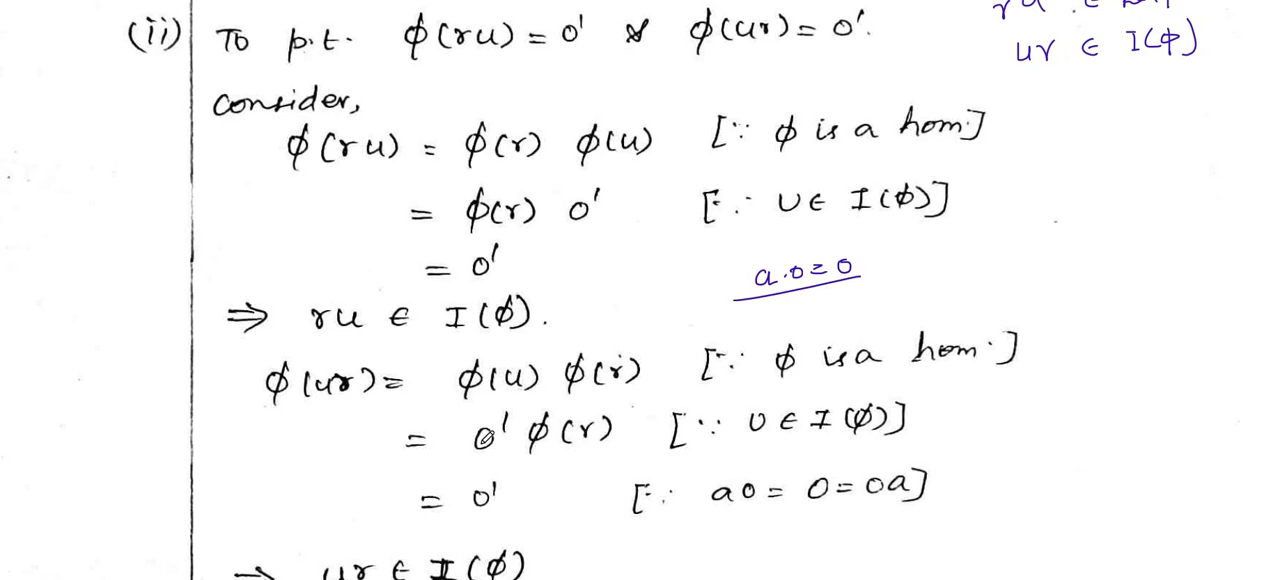 (ii) To p.t. ϕ(ru) = 0' & ϕ(ur) = 0'.
ur ∈ I(ϕ)
consider,
ϕ(ru) = ϕ(r) ϕ(u) [∵ ϕ is a hom.]
= ϕ(r) 0' [∵ U ∈ I(ϕ)]
= 0'
a.0 = 0
⇒ ru ∈ I(ϕ).
ϕ(ur) = ϕ(u) ϕ(r) [∵ ϕ is a hom.]
= 0' ϕ(r) [∵ U ∈ I(ϕ)]
= 0' [∵ a0 = 0 = 0a]
⇒ ur ∈ I(ϕ)